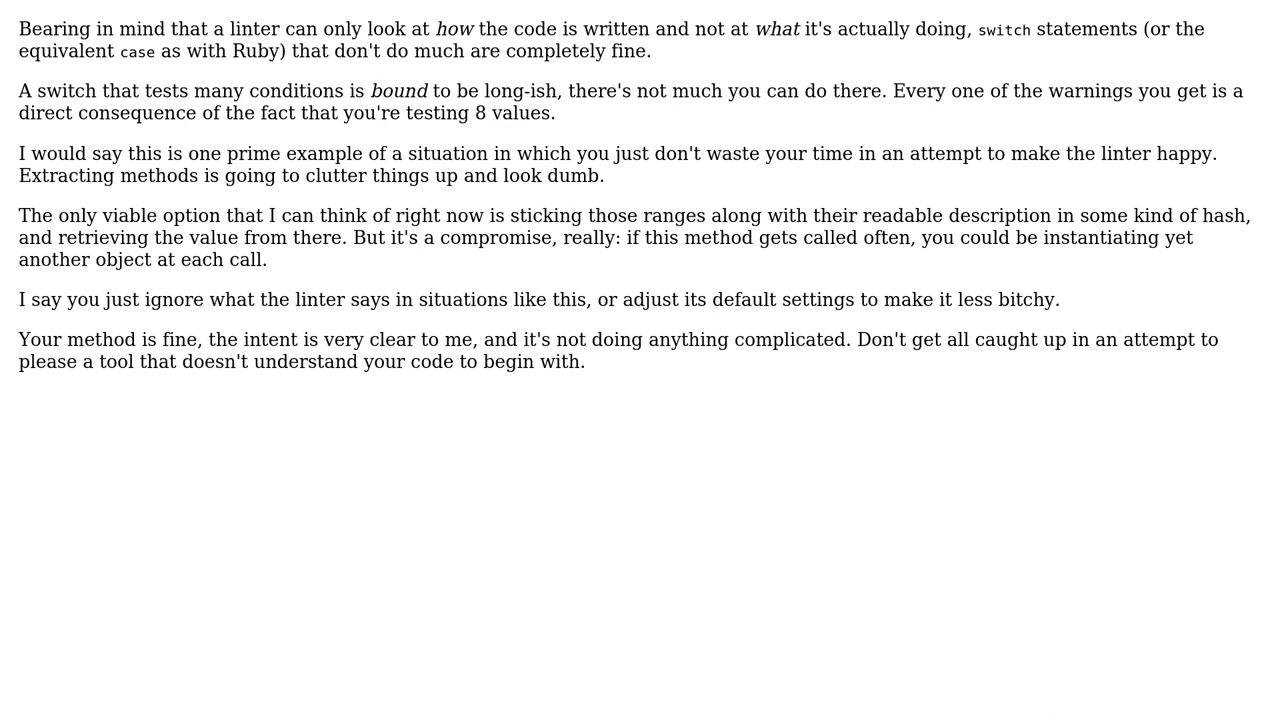 Bearing in mind that a linter can only look at how the code is written and not at what it's actually doing, switch statements (or the
equivalent case as with Ruby) that don't do much are completely fine.
A switch that tests many conditions is bound to be long-ish, there's not much you can do there. Every one of the warnings you get is a
direct consequence of the fact that you're testing 8 values.
I would say this is one prime example of a situation in which you just don't waste your time in an attempt to make the linter happy.
Extracting methods is going to clutter things up and look dumb.
The only viable option that I can think of right now is sticking those ranges along with their readable description in some kind of hash,
and retrieving the value from there. But it's a compromise, really: if this method gets called often, you could be instantiating yet
another object at each call.
I say you just ignore what the linter says in situations like this, or adjust its default settings to make it less bitchy.
Your method is fine, the intent is very clear to me, and it's not doing anything complicated. Don't get all caught up in an attempt to
please a tool that doesn't understand your code to begin with.